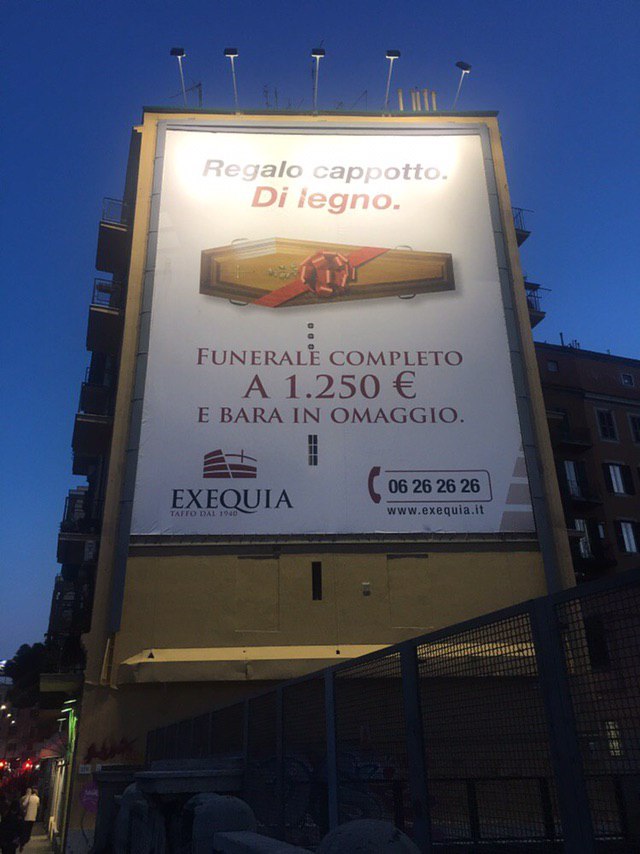 Regalo cappotto.
Di legno.
FUNERALE COMPLETO
A 1.250 €
E BARA IN OMAGGIO.
EXEQUIA
TAFFO DAL 1940
06 26 26 26
www.exequia.it